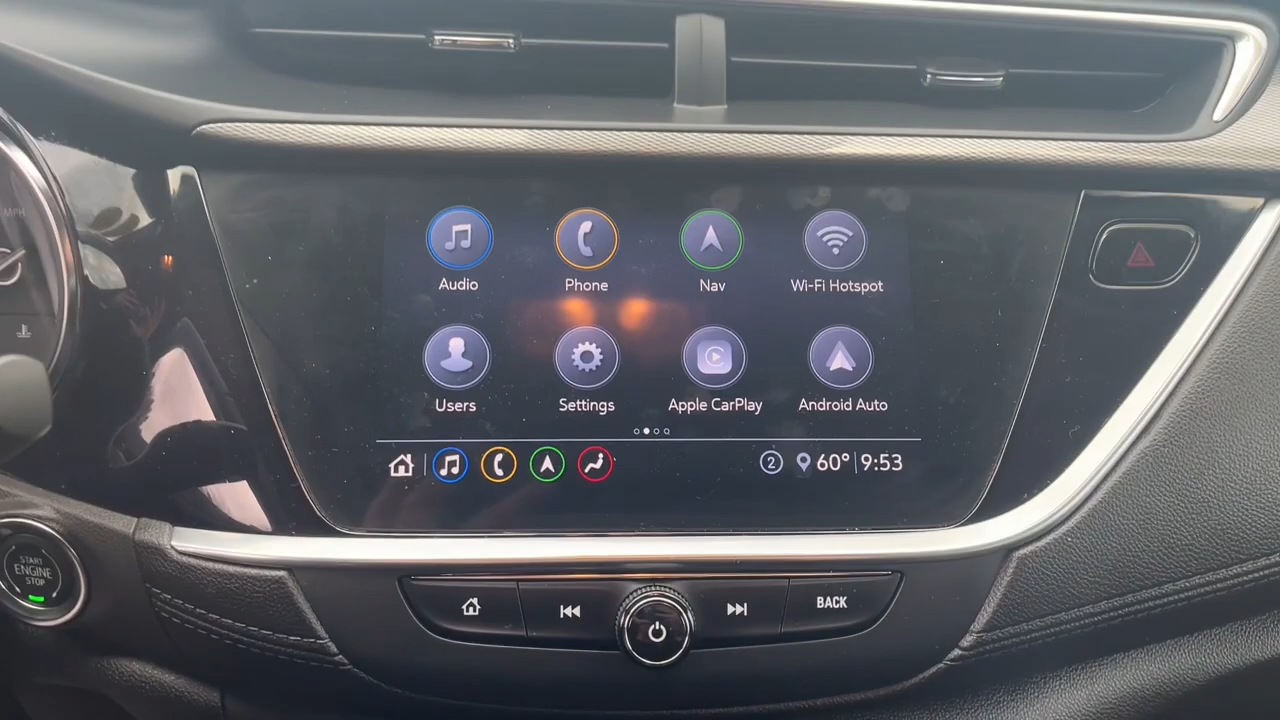 MPH
Audio
Phone
Nav
Wi-Fi Hotspot
Users
Settings
Apple CarPlay
Android Auto
2
60°
9:53
START
ENGINE
STOP
BACK